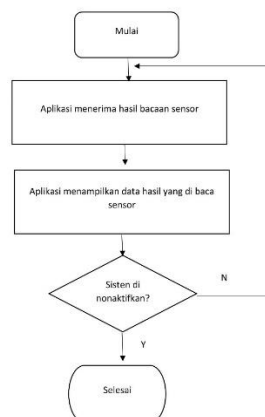 Mulai
Aplikasi menerima hasil bacaan sensor
Aplikasi menampilkan data hasil yang di baca
sensor
Sisten di
nonaktifkan?
N
Y
Selesai